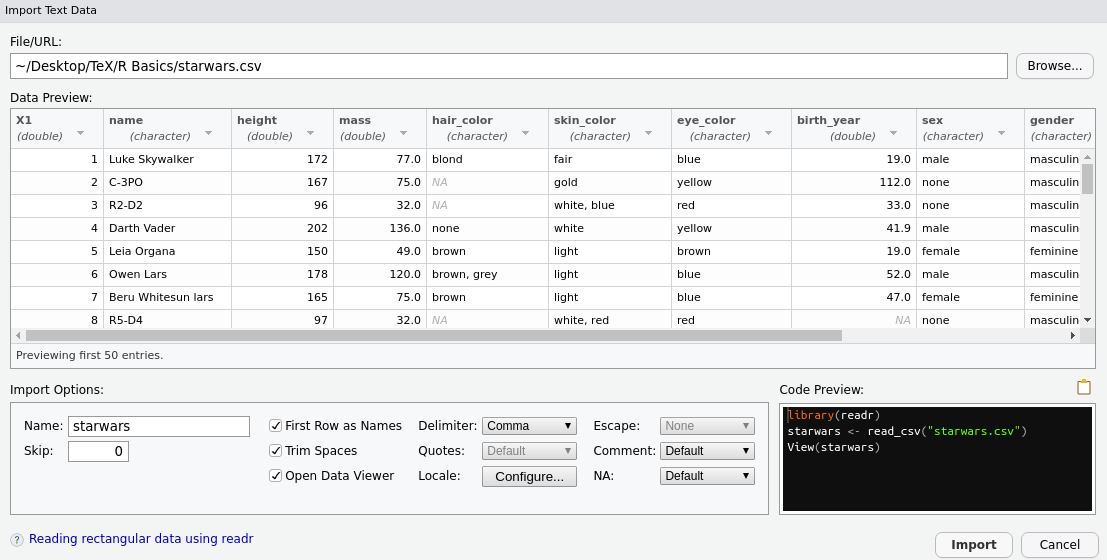 Import Text Data
File/URL:
~/Desktop/TeX/R Basics/starwars.csv Browse...
Data Preview:
X1 name height mass hair_color skin_color eye_color birth_year sex gender
(double) (character) (double) (double) (character) (character) (character) (double) (character) (character)
1 Luke Skywalker 172 77.0 blond fair blue 19.0 male masculin
2 C-3PO 167 75.0 NA gold yellow 112.0 none masculin
3 R2-D2 96 32.0 NA white, blue red 33.0 none masculin
4 Darth Vader 202 136.0 none white yellow 41.9 male masculin
5 Leia Organa 150 49.0 brown light brown 19.0 female feminine
6 Owen Lars 178 120.0 brown, grey light blue 52.0 male masculin
7 Beru Whitesun lars 165 75.0 brown light blue 47.0 female feminine
8 R5-D4 97 32.0 NA white, red red NA none masculin
Previewing first 50 entries.
Import Options:
Name: starwars
Skip: 0
First Row as Names
Trim Spaces
Open Data Viewer
Delimiter: Comma
Quotes: Default
Locale: Configure...
Escape: None
Comment: Default
NA: Default
Code Preview:
library(readr)
starwars <- read_csv("starwars.csv")
View(starwars)
? Reading rectangular data using readr
Import Cancel